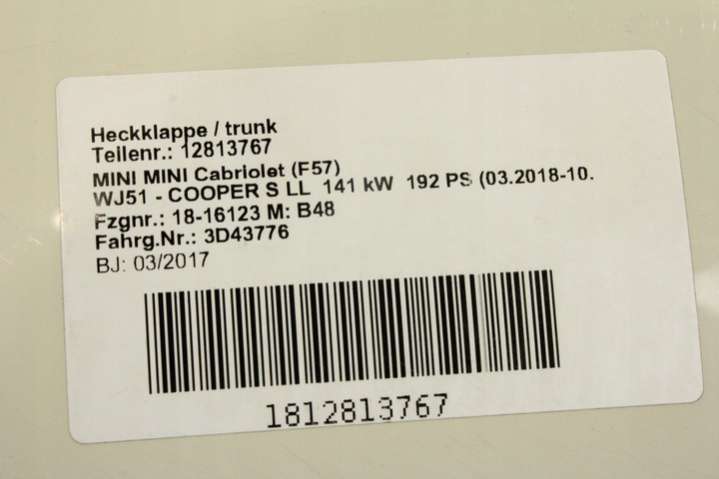 Heckklappe / trunk
Teilenr.: 12813767
MINI MINI Cabriolet (F57)
WJ51 - COOPER S LL 141 kW 192 PS (03.2018-10.
Fzgnr.: 18-16123 M: B48
Fahrg.Nr.: 3D43776
BJ: 03/2017
1812813767